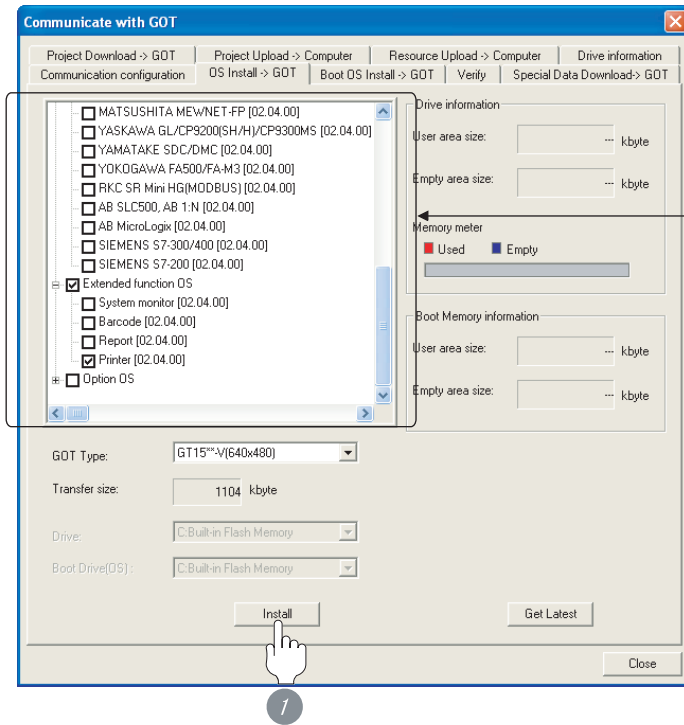 Communicate with GOT
Project Download -> GOT
Project Upload -> Computer
Resource Upload -> Computer
Drive information
Communication configuration
OS Install -> GOT
Boot OS Install -> GOT
Verify
Special Data Download-> GOT
MATSUSHITA MEWNET-FP [02.04.00]
YASKAWA GL/CP9200(SH/H)/CP9300MS [02.04.00]
YAMATAKE SDC/DMC [02.04.00]
YOKOGAWA FA500/FA-M3 [02.04.00]
RKC SR Mini HG(MODBUS) [02.04.00]
AB SLC500, AB 1:N [02.04.00]
AB MicroLogix [02.04.00]
SIEMENS S7-300/400 [02.04.00]
SIEMENS S7-200 [02.04.00]
Extended function OS
System monitor [02.04.00]
Barcode [02.04.00]
Report [02.04.00]
Printer [02.04.00]
Option OS
Drive information
User area size: --- kbyte
Empty area size: --- kbyte
Memory meter
Used Empty
Boot Memory information
User area size: --- kbyte
Empty area size: --- kbyte
GOT Type: GT15**-V(640x480)
Transfer size: 1104 kbyte
Drive: C:Built-in Flash Memory
Boot Drive(OS) : C:Built-in Flash Memory
Install
Get Latest
Close
1